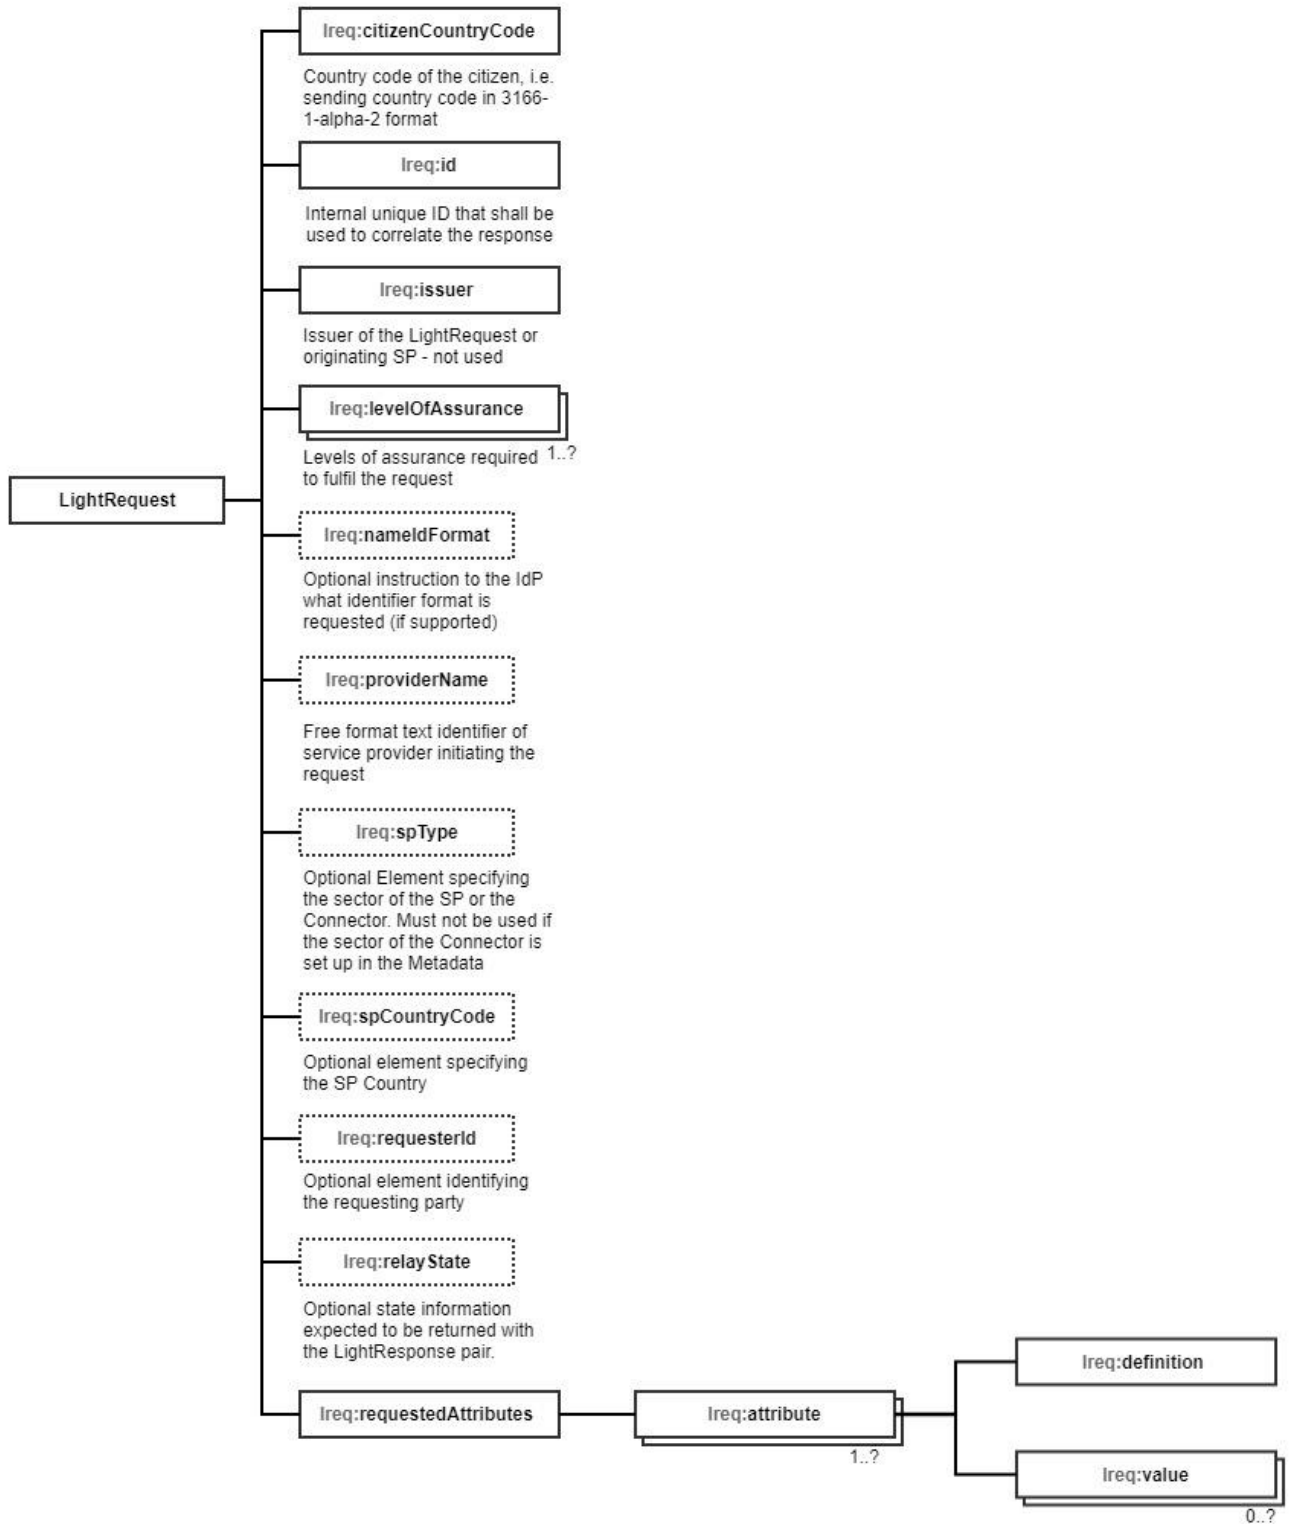 lreq:citizenCountryCode
Country code of the citizen, i.e.
sending country code in 3166-
1-alpha-2 format
lreq:id
Internal unique ID that shall be
used to correlate the response
lreq:issuer
Issuer of the LightRequest or
originating SP - not used
lreq:levelOfAssurance
1..?
Levels of assurance required
to fulfil the request
LightRequest
lreq:nameIdFormat
Optional instruction to the IdP
what identifier format is
requested (if supported)
lreq:providerName
Free format text identifier of
service provider initiating the
request
lreq:spType
Optional Element specifying
the sector of the SP or the
Connector. Must not be used if
the sector of the Connector is
set up in the Metadata
lreq:spCountryCode
Optional element specifying
the SP Country
lreq:requesterId
Optional element identifying
the requesting party
lreq:relayState
Optional state information
expected to be returned with
the LightResponse pair.
lreq:requestedAttributes
lreq:attribute
1..?
lreq:definition
lreq:value
0..?